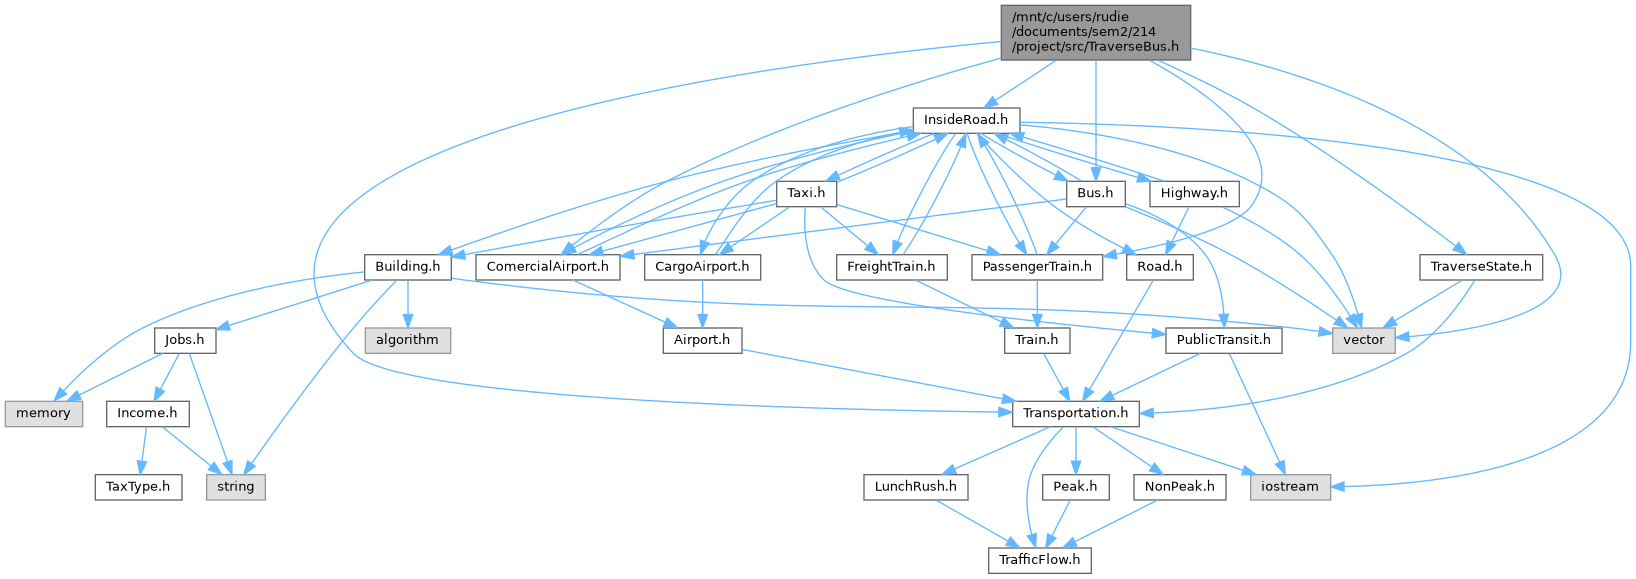 /mnt/c/users/rudie
/documents/sem2/214
/project/src/TraverseBus.h
InsideRoad.h
Taxi.h
Bus.h
Highway.h
Building.h
ComercialAirport.h
CargoAirport.h
FreightTrain.h
PassengerTrain.h
Road.h
TraverseState.h
Jobs.h
algorithm
Airport.h
Train.h
PublicTransit.h
vector
memory
Income.h
Transportation.h
TaxType.h
string
LunchRush.h
Peak.h
NonPeak.h
iostream
TrafficFlow.h